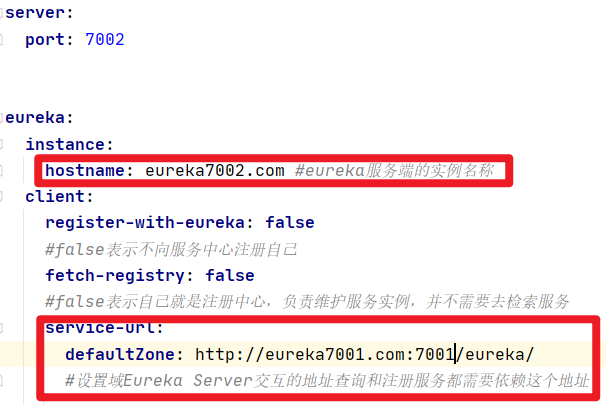 server:
port: 7002
eureka:
instance:
hostname: eureka7002.com #eureka服务端的实例名称
client:
register-with-eureka: false
#false表示不向服务中心注册自己
fetch-registry: false
#false表示自己就是注册中心，负责维护服务实例，并不需要去检索服务
service-url:
defaultZone: http://eureka7001.com:7001/eureka/
#设置域Eureka Server交互的地址查询和注册服务都需要依赖这个地址